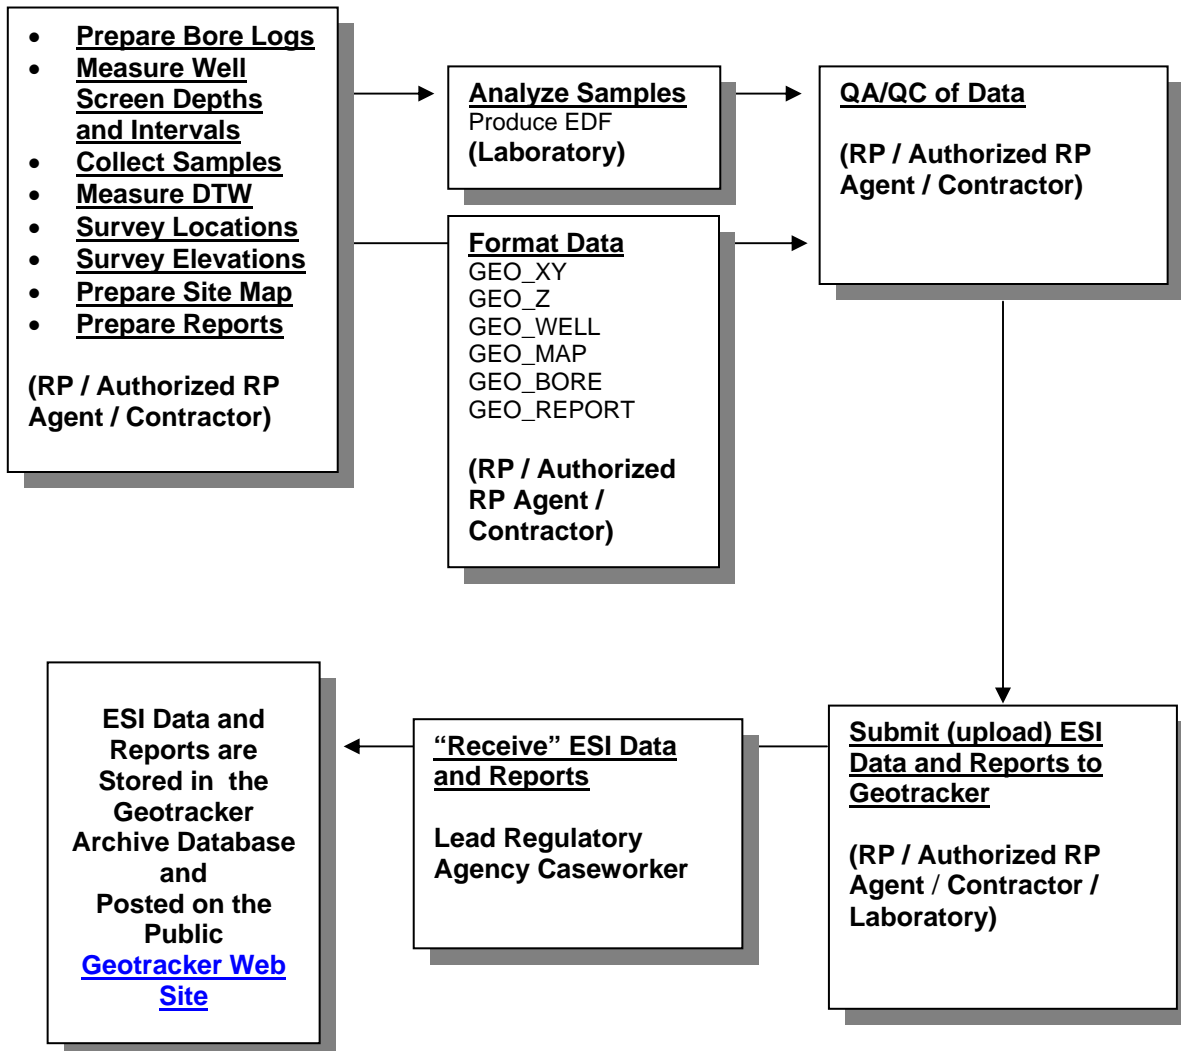 • Prepare Bore Logs
• Measure Well
Screen Depths
and Intervals
• Collect Samples
• Measure DTW
• Survey Locations
• Survey Elevations
• Prepare Site Map
• Prepare Reports
(RP / Authorized RP
Agent / Contractor)
Analyze Samples
Produce EDF
(Laboratory)
Format Data
GEO_XY
GEO_Z
GEO_WELL
GEO_MAP
GEO_BORE
GEO_REPORT
(RP / Authorized
RP Agent /
Contractor)
QA/QC of Data
(RP / Authorized RP
Agent / Contractor)
Submit (upload) ESI
Data and Reports to
Geotracker
(RP / Authorized RP
Agent / Contractor /
Laboratory)
“Receive” ESI Data
and Reports
Lead Regulatory
Agency Caseworker
ESI Data and
Reports are
Stored in the
Geotracker
Archive Database
and
Posted on the
Public
Geotracker Web
Site